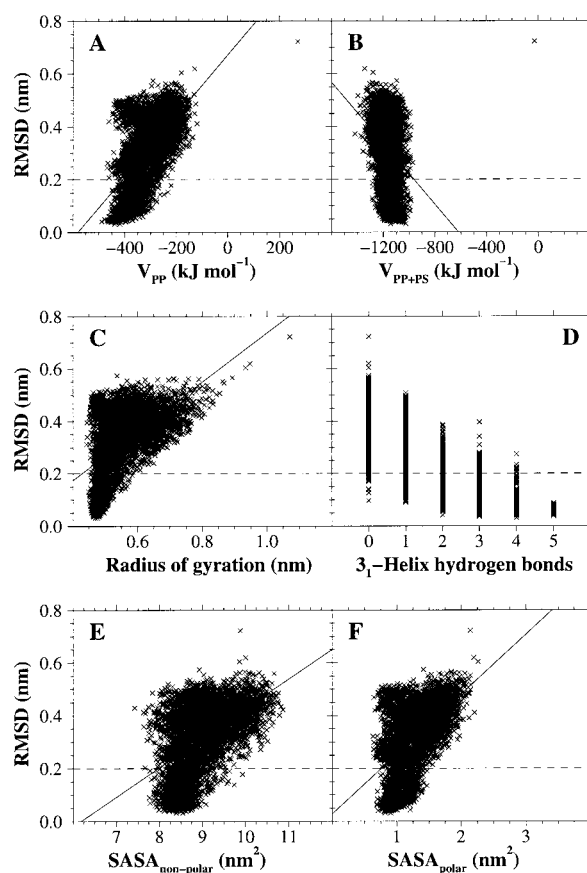 A B
RMSD (nm)
0.8
0.6
0.4
0.2
0.0
−400 −200 0 200 −1200 −800 −400 0
V_PP (kJ mol⁻¹) V_PP+PS (kJ mol⁻¹)
C D
RMSD (nm)
0.8
0.6
0.4
0.2
0.0
0.6 0.8 1.0 0 1 2 3 4 5
Radius of gyration (nm) 3₁−Helix hydrogen bonds
E F
RMSD (nm)
0.8
0.6
0.4
0.2
0.0
7 8 9 10 11 1 2 3
SASA_non−polar (nm²) SASA_polar (nm²)